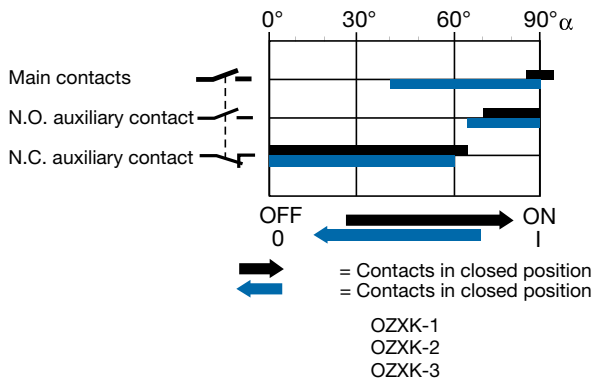 0° 30° 60° 90° α
Main contacts
N.O. auxiliary contact
N.C. auxiliary contact
OFF ON
0 I
= Contacts in closed position
= Contacts in closed position
OZXK-1
OZXK-2
OZXK-3